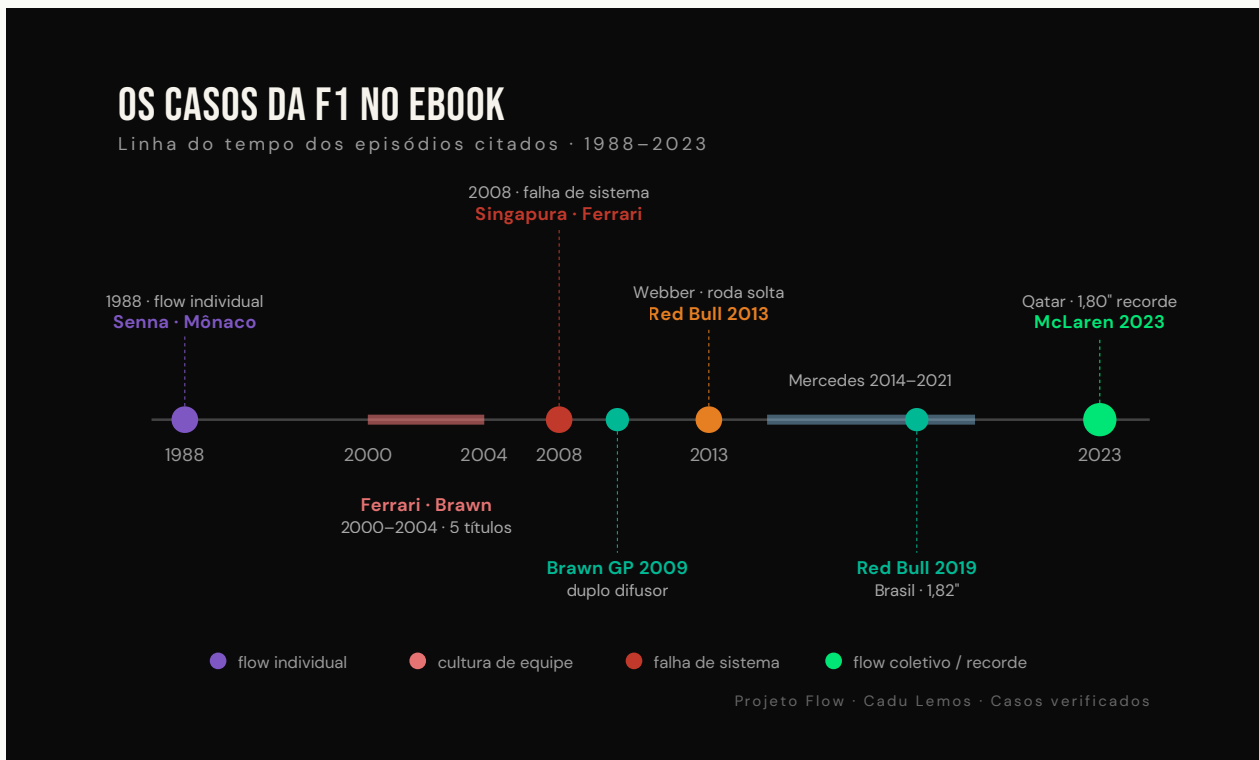 OS CASOS DA F1 NO EBOOK
Linha do tempo dos episódios citados · 1988–2023
2008 · falha de sistema
Singapura · Ferrari
1988 · flow individual
Senna · Mônaco
Webber · roda solta
Red Bull 2013
Qatar · 1,80" recorde
McLaren 2023
Mercedes 2014–2021
1988
2000
2004
2008
2013
2023
Ferrari · Brawn
2000–2004 · 5 títulos
Brawn GP 2009
duplo difusor
Red Bull 2019
Brasil · 1,82"
flow individual
cultura de equipe
falha de sistema
flow coletivo / recorde
Projeto Flow · Cadu Lemos · Casos verificados